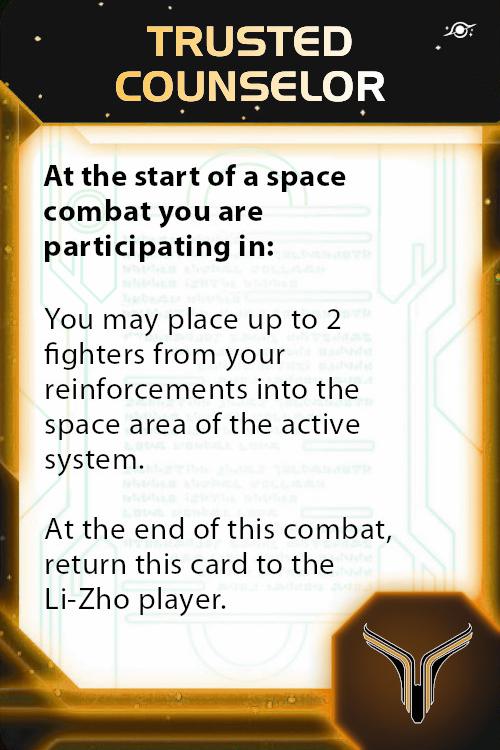 TRUSTED
COUNSELOR
At the start of a space
combat you are
participating in:
You may place up to 2
fighters from your
reinforcements into the
space area of the active
system.
At the end of this combat,
return this card to the
Li-Zho player.